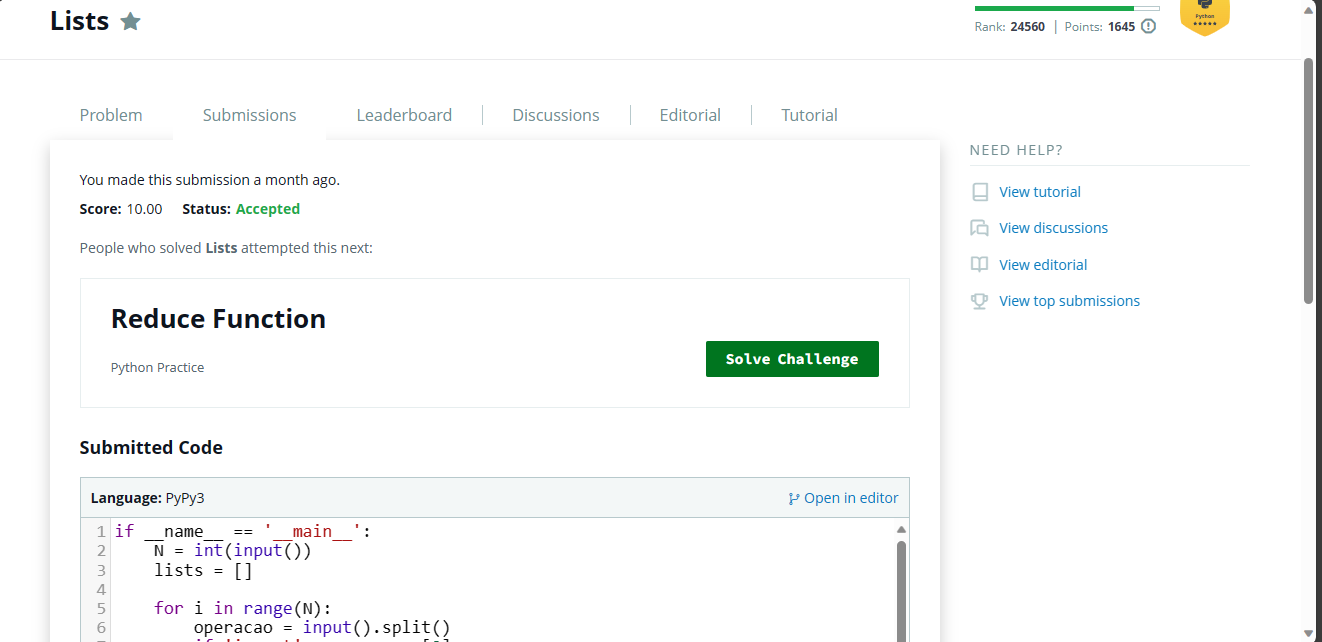 Lists
Python
Rank: 24560 | Points: 1645
Problem Submissions Leaderboard Discussions Editorial Tutorial
You made this submission a month ago.
Score: 10.00 Status: Accepted
People who solved Lists attempted this next:
Reduce Function
Python Practice
Solve Challenge
Submitted Code
Language: PyPy3
Open in editor
1 if __name__ == '__main__':
2 N = int(input())
3 lists = []
4
5 for i in range(N):
6 operacao = input().split()
NEED HELP?
View tutorial
View discussions
View editorial
View top submissions